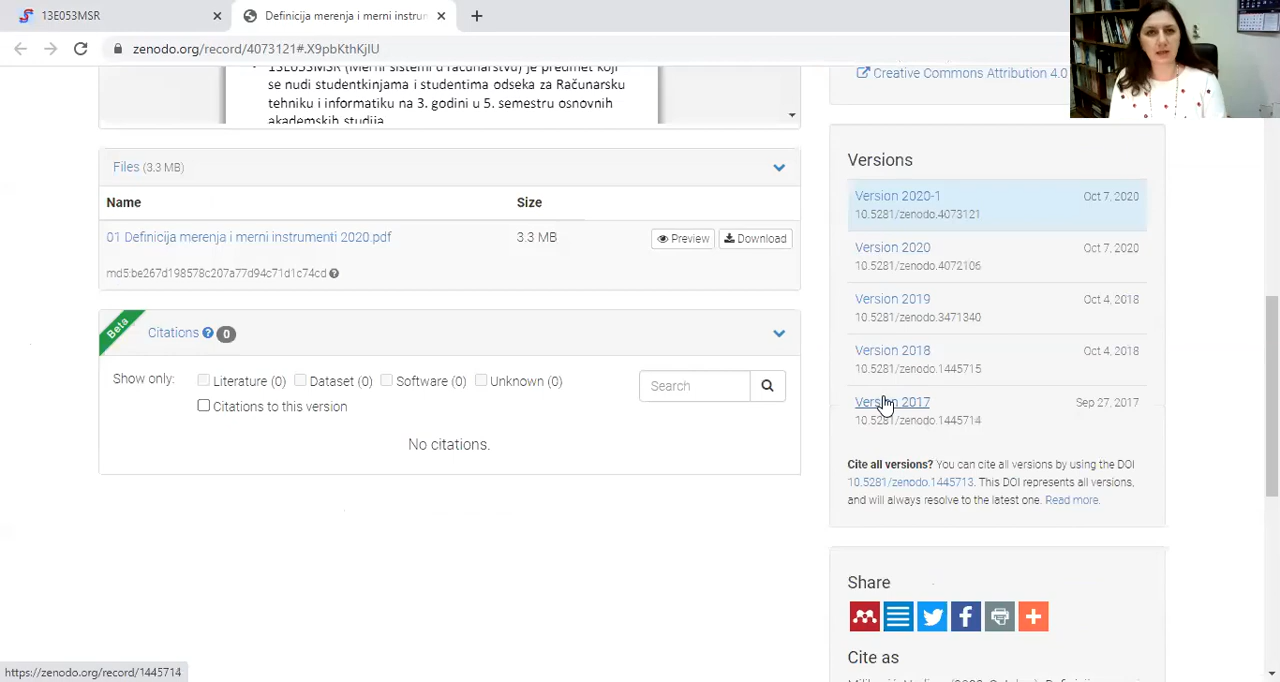 13E053MSR
Definicija merenja i merni instrun
zenodo.org/record/4073121#.X9pbKthKjIU
13E053MSR (Merni sistemi u računarstvu) je predmet koji
se nudi studentkinjama i studentima odseka za Računarsku
tehniku i informatiku na 3. godini u 5. semestru osnovnih
akademskih studija.
Creative Commons Attribution 4.0
Files (3.3 MB)
Name Size
01 Definicija merenja i merni instrumenti 2020.pdf 3.3 MB Preview Download
md5:be267d198578c207a77d94c71d1c74cd
Beta
Citations 0
Show only: Literature (0) Dataset (0) Software (0) Unknown (0) Search
Citations to this version
No citations.
Versions
Version 2020-1 Oct 7, 2020
10.5281/zenodo.4073121
Version 2020 Oct 7, 2020
10.5281/zenodo.4072106
Version 2019 Oct 4, 2018
10.5281/zenodo.3471340
Version 2018 Oct 4, 2018
10.5281/zenodo.1445715
Version 2017 Sep 27, 2017
10.5281/zenodo.1445714
Cite all versions? You can cite all versions by using the DOI
10.5281/zenodo.1445713. This DOI represents all versions,
and will always resolve to the latest one. Read more.
Share
Cite as
https://zenodo.org/record/1445714